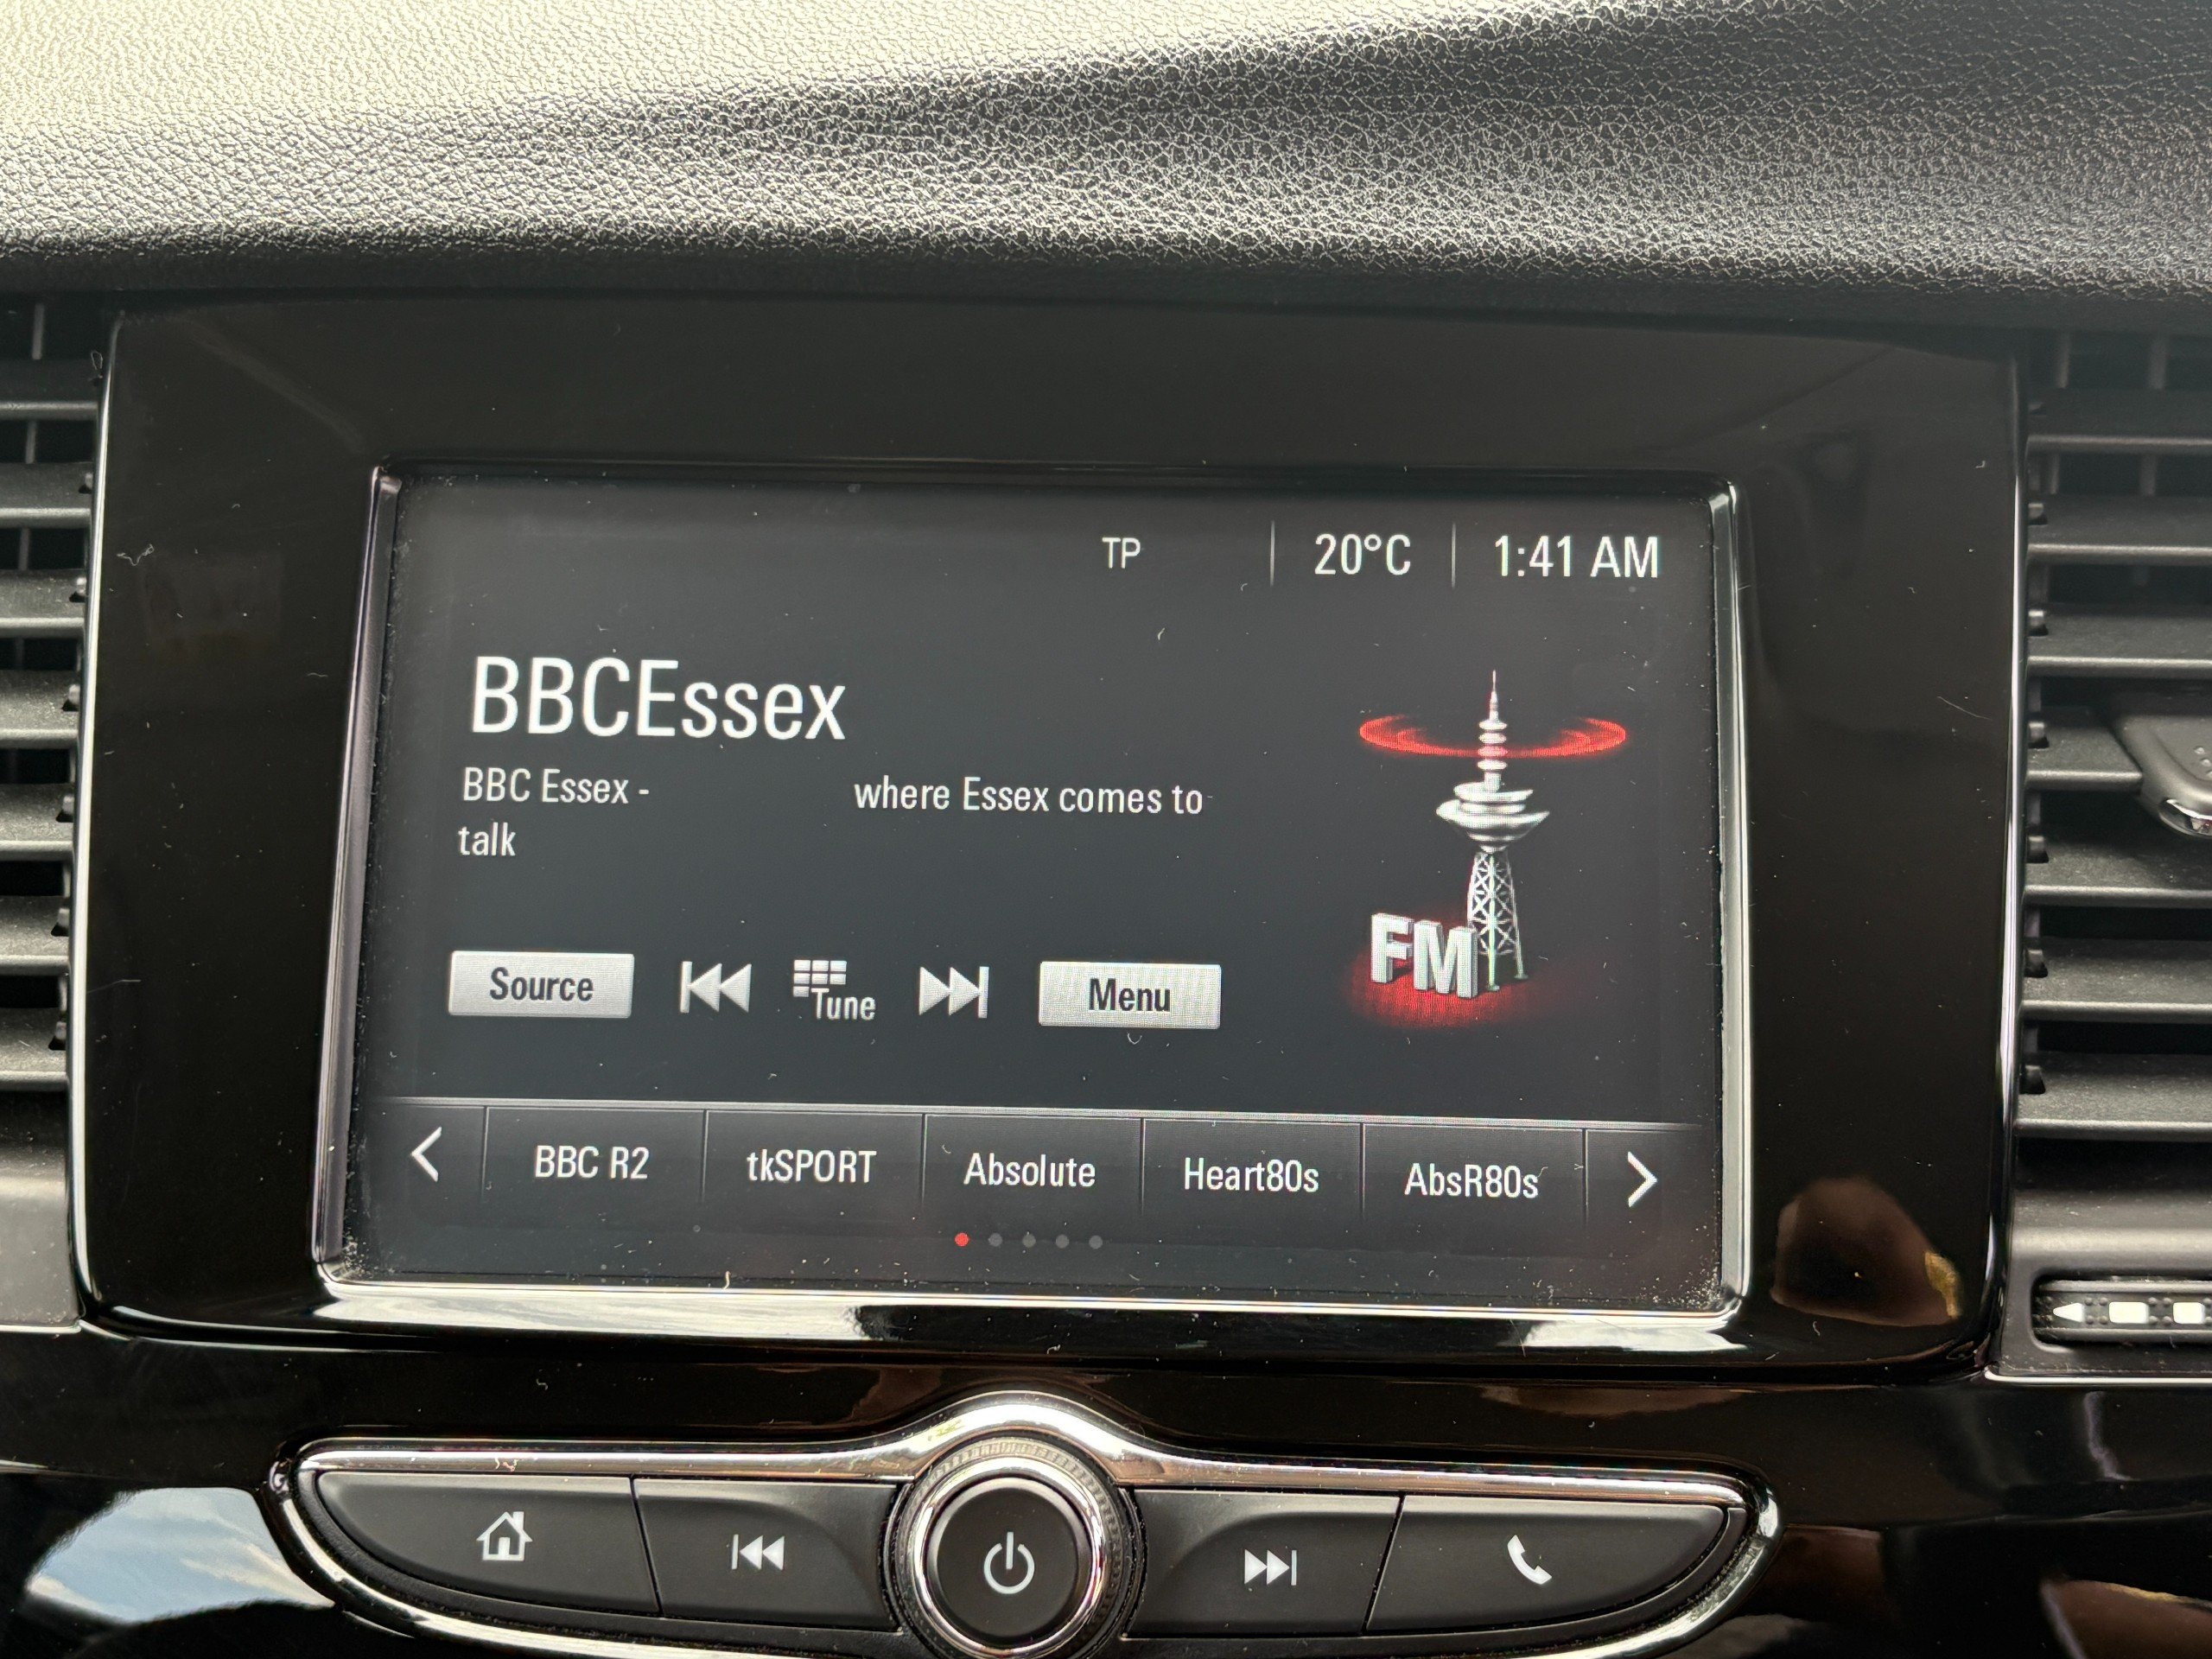 TP 20°C 1:41 AM
BBCEssex
BBC Essex - where Essex comes to
talk
FM
Source Tune Menu
BBC R2 tkSPORT Absolute Heart80s AbsR80s